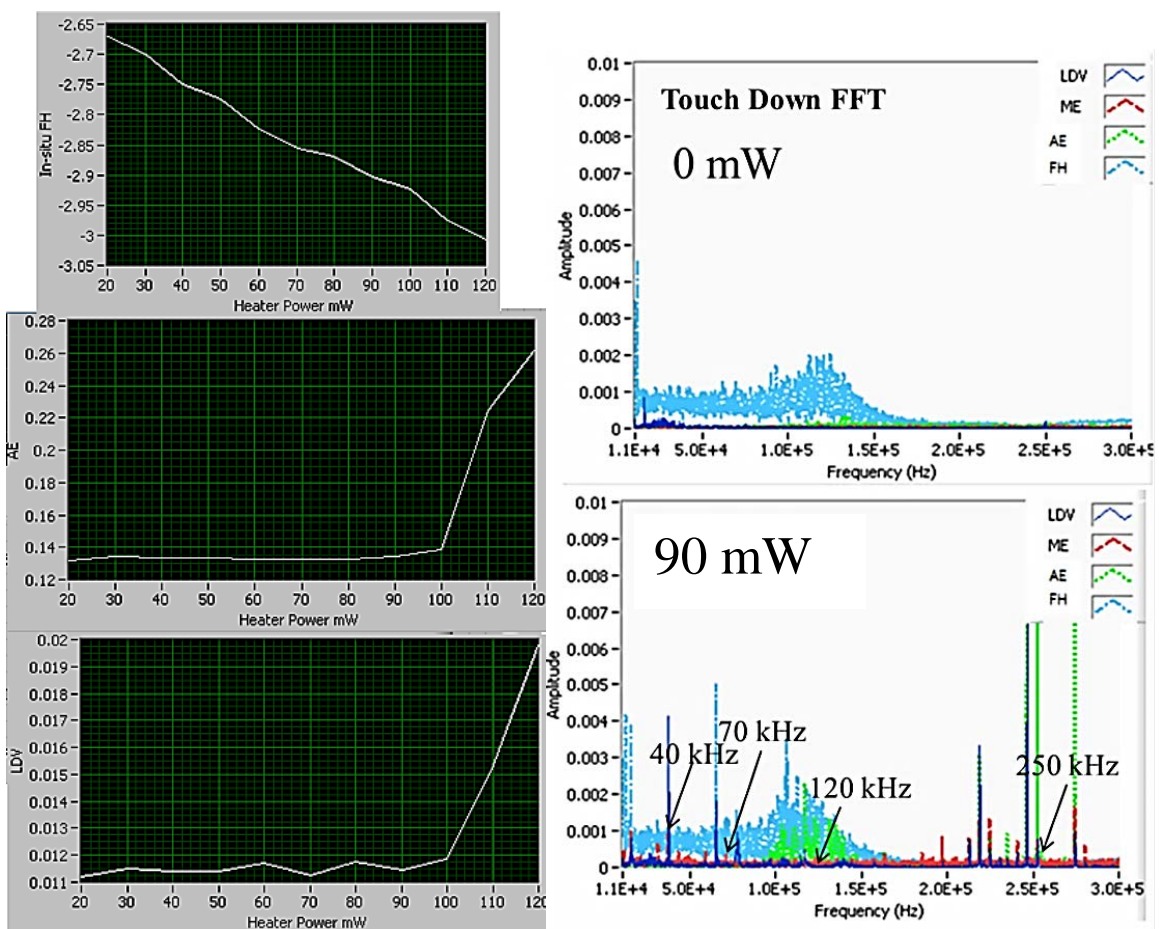 -2.65
-2.7
-2.75
-2.8
-2.85
-2.9
-2.95
-3
-3.05
In-situ FH
20 30 40 50 60 70 80 90 100 110 120
Heater Power mW
0.28
0.26
0.24
0.22
0.2
0.18
0.16
0.14
0.12
AE
20 30 40 50 60 70 80 90 100 110 120
Heater Power mW
0.02
0.019
0.018
0.017
0.016
0.015
0.014
0.013
0.012
0.011
LDV
20 30 40 50 60 70 80 90 100 110 120
Heater Power mW
0.01
0.009
0.008
0.007
0.006
0.005
0.004
0.003
0.002
0.001
0
Amplitude
Touch Down FFT
0 mW
LDV
ME
AE
FH
1.1E+4 5.0E+4 1.0E+5 1.5E+5 2.0E+5 2.5E+5 3.0E+5
Frequency (Hz)
0.01
0.009
0.008
0.007
0.006
0.005
0.004
0.003
0.002
0.001
0
Amplitude
90 mW
LDV
ME
AE
FH
40 kHz
70 kHz
120 kHz
250 kHz
1.1E+4 5.0E+4 1.0E+5 1.5E+5 2.0E+5 2.5E+5 3.0E+5
Frequency (Hz)